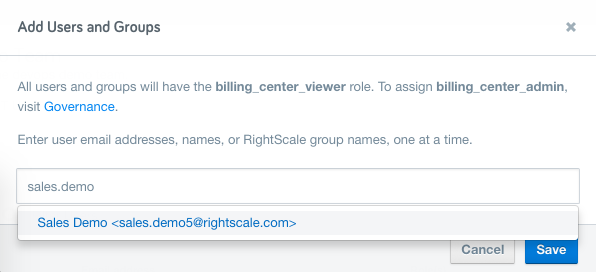 Add Users and Groups
All users and groups will have the billing_center_viewer role. To assign billing_center_admin,
visit Governance.
Enter user email addresses, names, or RightScale group names, one at a time.
sales.demo
Sales Demo <sales.demo5@rightscale.com>
Cancel Save